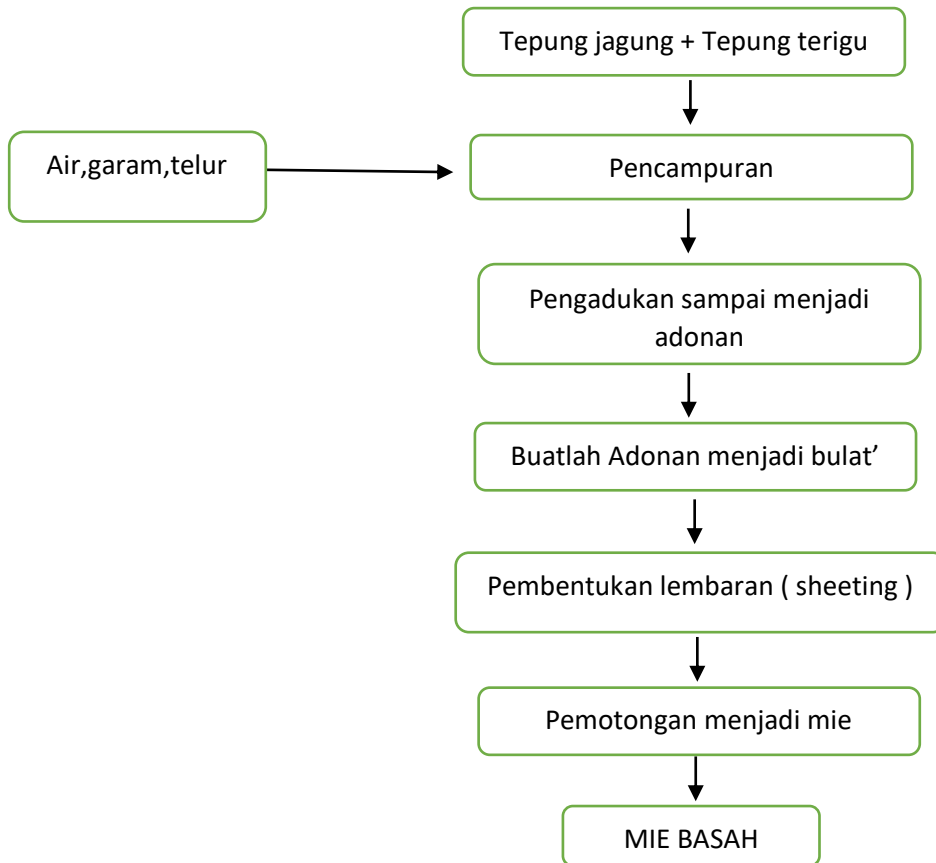 Tepung jagung + Tepung terigu
Air,garam,telur
Pencampuran
Pengadukan sampai menjadi
adonan
Buatlah Adonan menjadi bulat’
Pembentukan lembaran ( sheeting )
Pemotongan menjadi mie
MIE BASAH